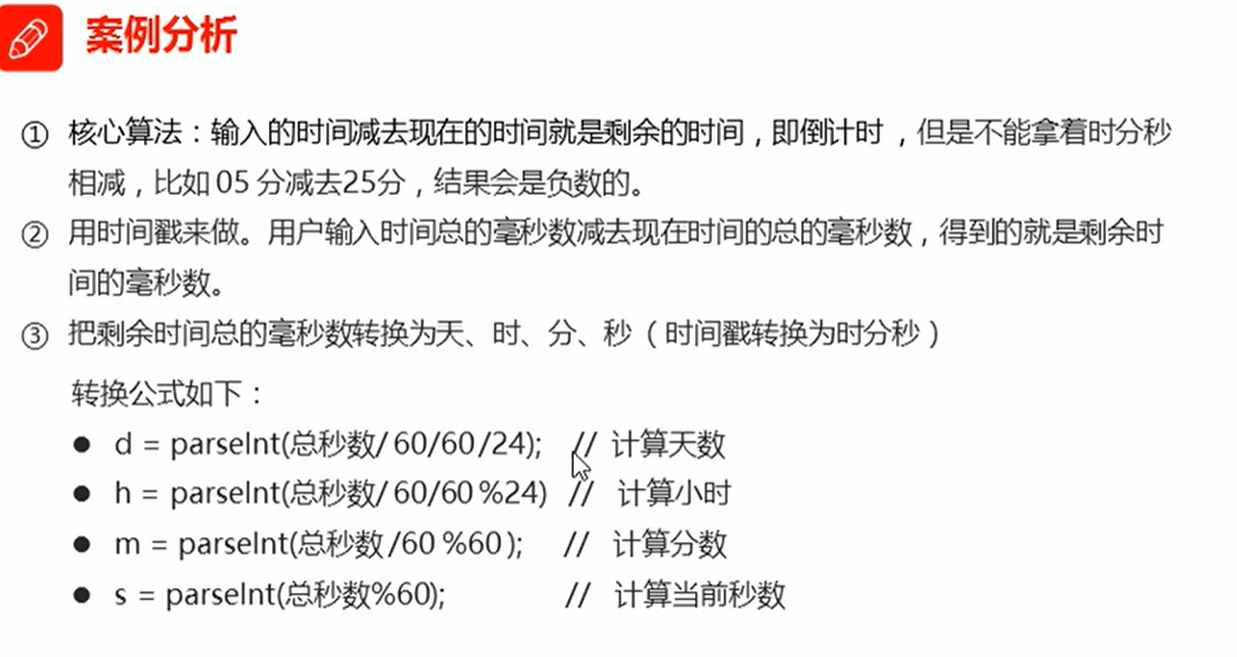 案例分析
① 核心算法：输入的时间减去现在的时间就是剩余的时间，即倒计时 ，但是不能拿着时分秒
相减，比如 05 分减去25分，结果会是负数的。
② 用时间戳来做。用户输入时间总的毫秒数减去现在时间的总的毫秒数，得到的就是剩余时
间的毫秒数。
③ 把剩余时间总的毫秒数转换为天、时、分、秒 （ 时间戳转换为时分秒 ）
转换公式如下：
● d = parseInt(总秒数/ 60/60 /24); // 计算天数
● h = parseInt(总秒数/ 60/60 %24) // 计算小时
● m = parseInt(总秒数 /60 %60 ); // 计算分数
● s = parseInt(总秒数%60); // 计算当前秒数